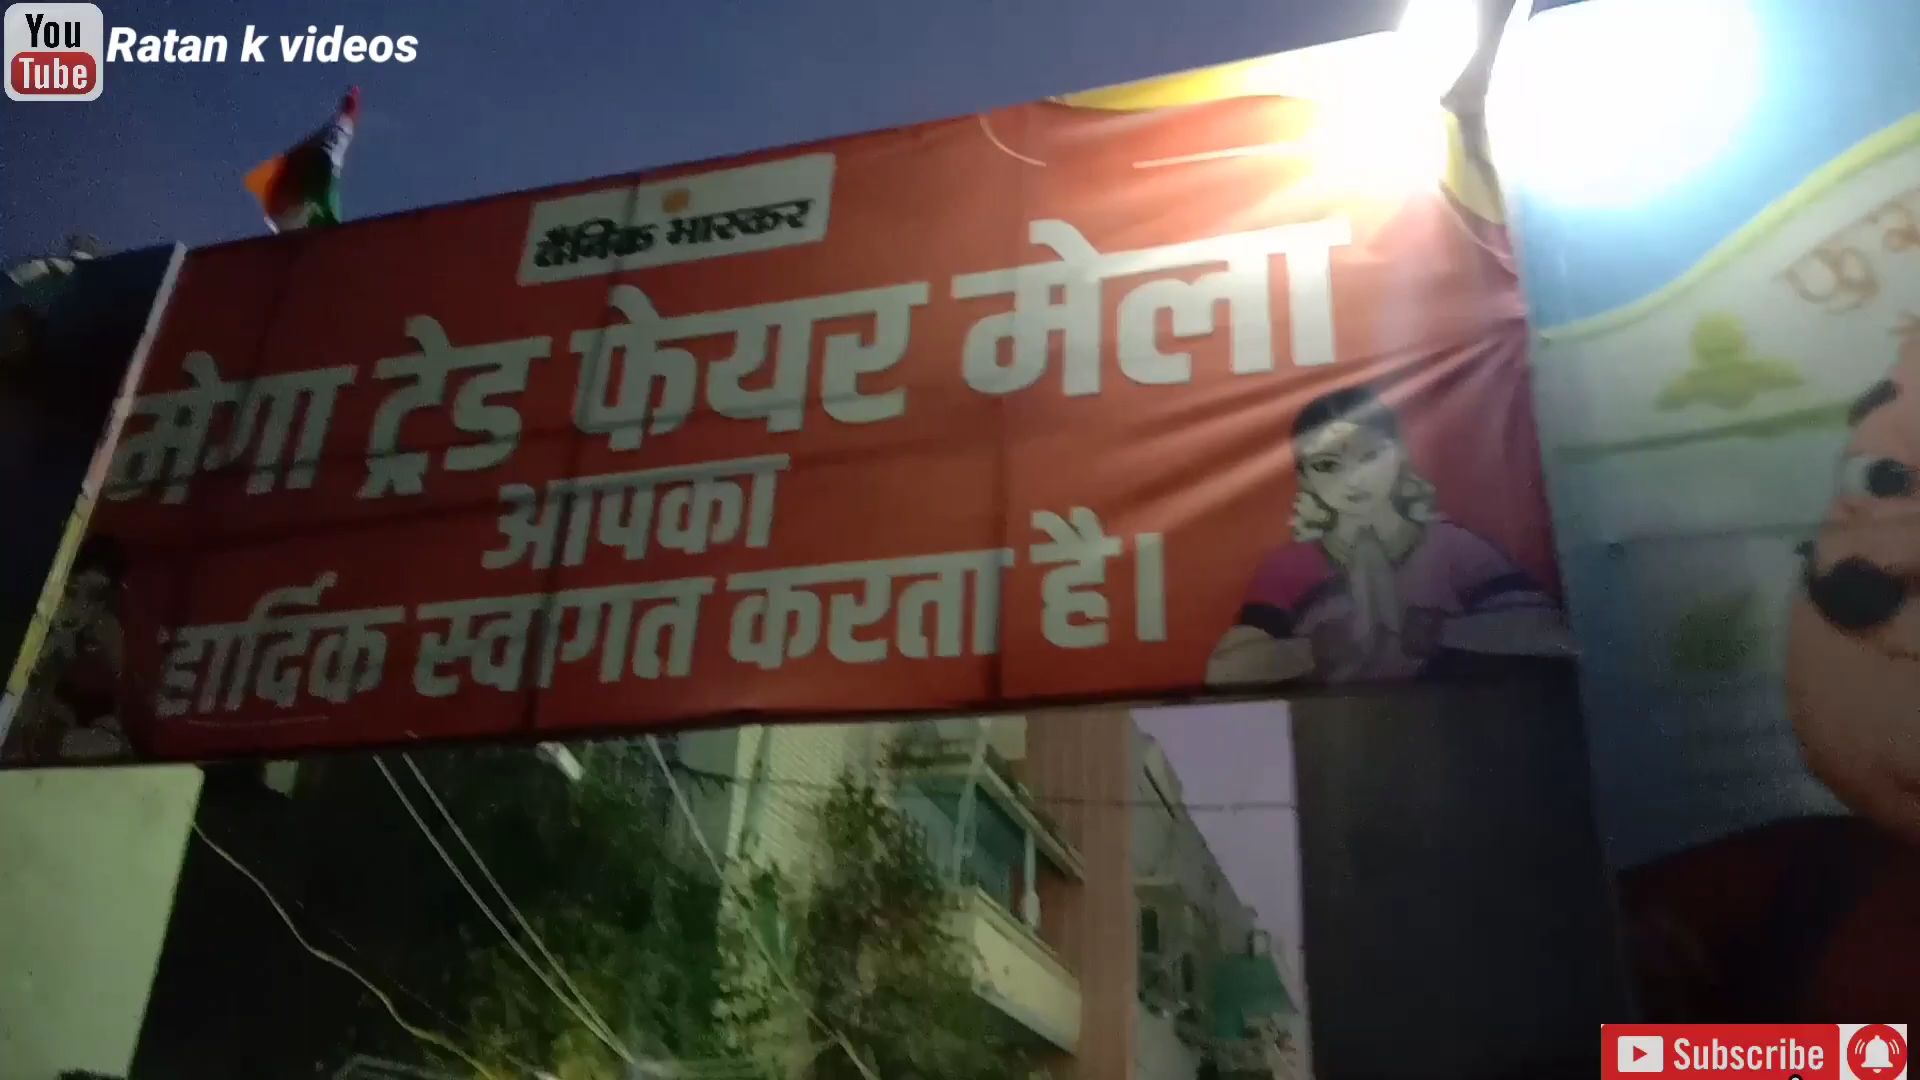 You
Tube
Ratan k videos
दैनिक भास्कर
मेगा ट्रेड फेयर मेला
आपका
हार्दिक स्वागत करता है।
Subscribe